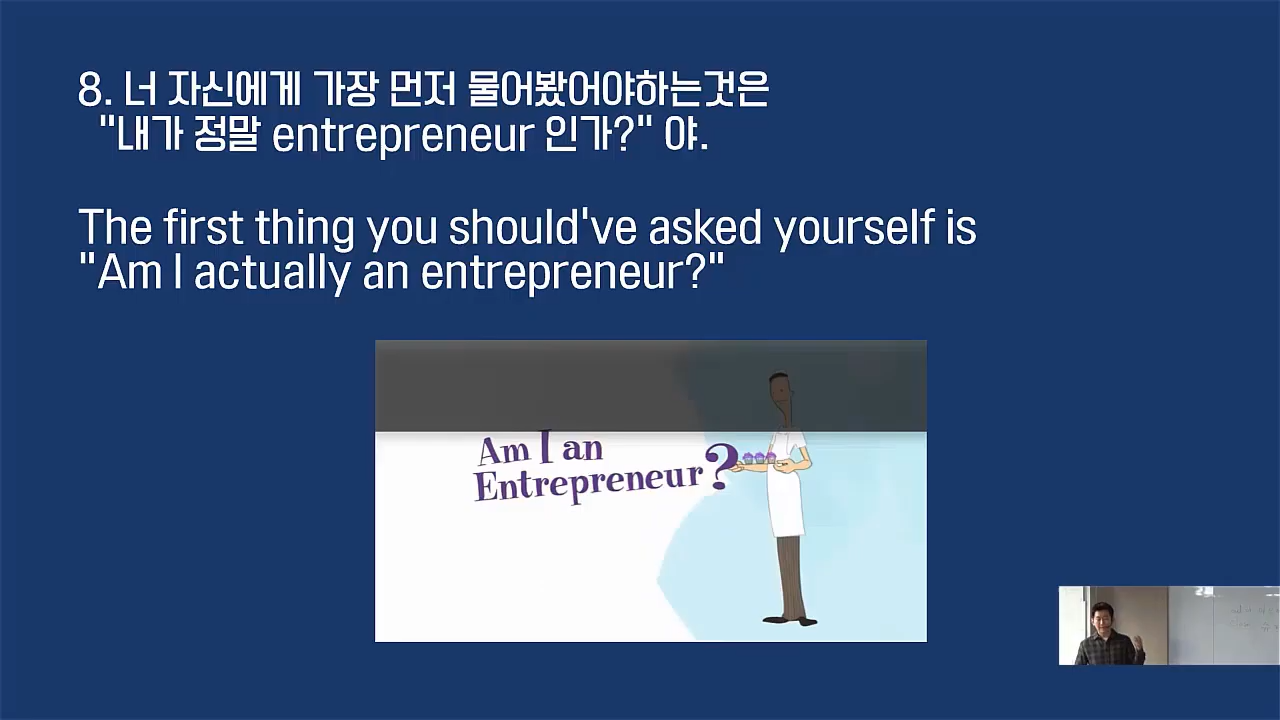 8. 너 자신에게 가장 먼저 물어봤어야하는것은
"내가 정말 entrepreneur 인가?" 야.
The first thing you should've asked yourself is
"Am I actually an entrepreneur?"
Am I an
Entrepreneur?